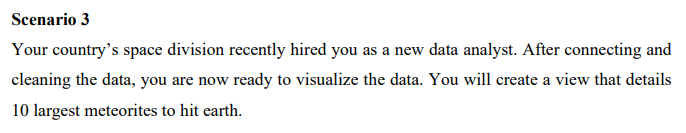 Scenario 3
Your country’s space division recently hired you as a new data analyst. After connecting and
cleaning the data, you are now ready to visualize the data. You will create a view that details
10 largest meteorites to hit earth.